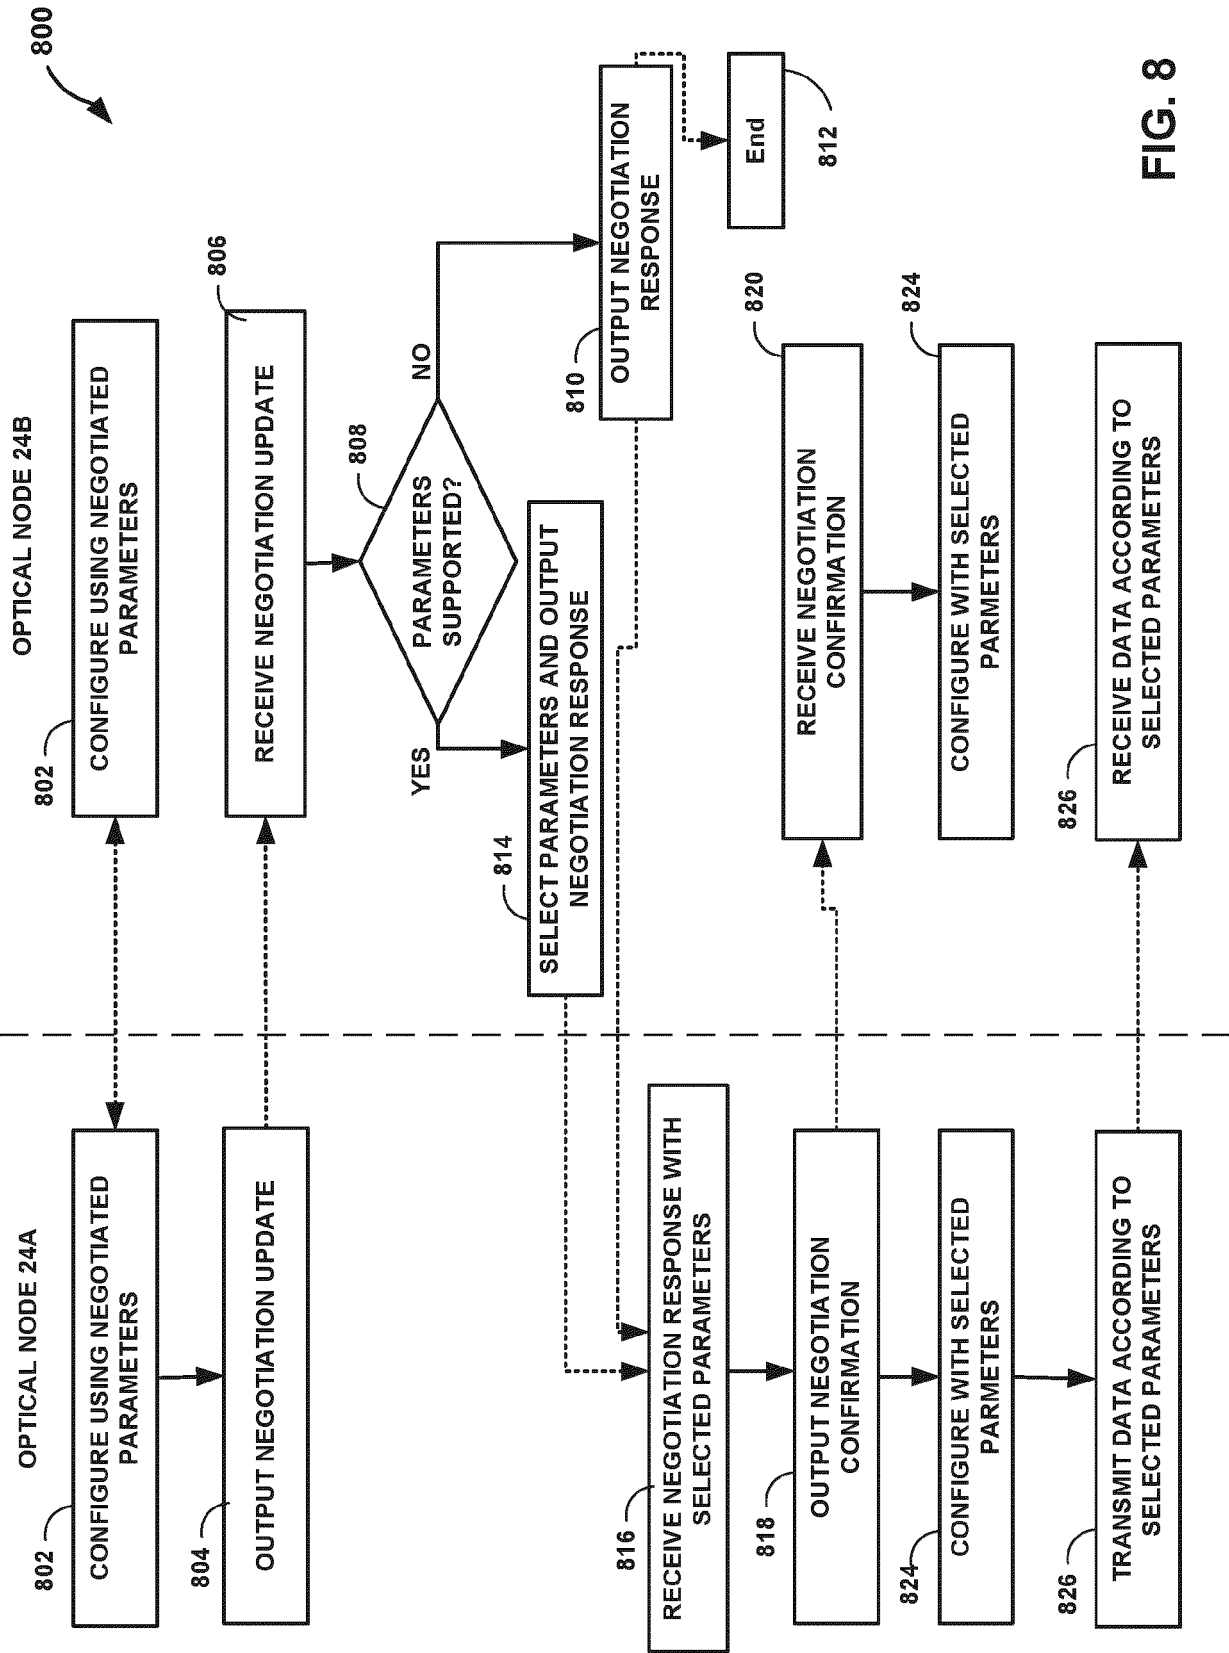 800
OPTICAL NODE 24A
OPTICAL NODE 24B
802
CONFIGURE USING NEGOTIATED
PARAMETERS
802
CONFIGURE USING NEGOTIATED
PARAMETERS
804
OUTPUT NEGOTIATION UPDATE
806
RECEIVE NEGOTIATION UPDATE
808
PARAMETERS
SUPPORTED?
YES
NO
814
SELECT PARAMETERS AND OUTPUT
NEGOTIATION RESPONSE
810
OUTPUT NEGOTIATION
RESPONSE
End
812
816
RECEIVE NEGOTIATION RESPONSE WITH
SELECTED PARAMETERS
818
OUTPUT NEGOTIATION
CONFIRMATION
820
RECEIVE NEGOTIATION
CONFIRMATION
824
CONFIGURE WITH SELECTED
PARMETERS
824
CONFIGURE WITH SELECTED
PARMETERS
826
TRANSMIT DATA ACCORDING TO
SELECTED PARAMETERS
826
RECEIVE DATA ACCORDING TO
SELECTED PARAMETERS
FIG. 8